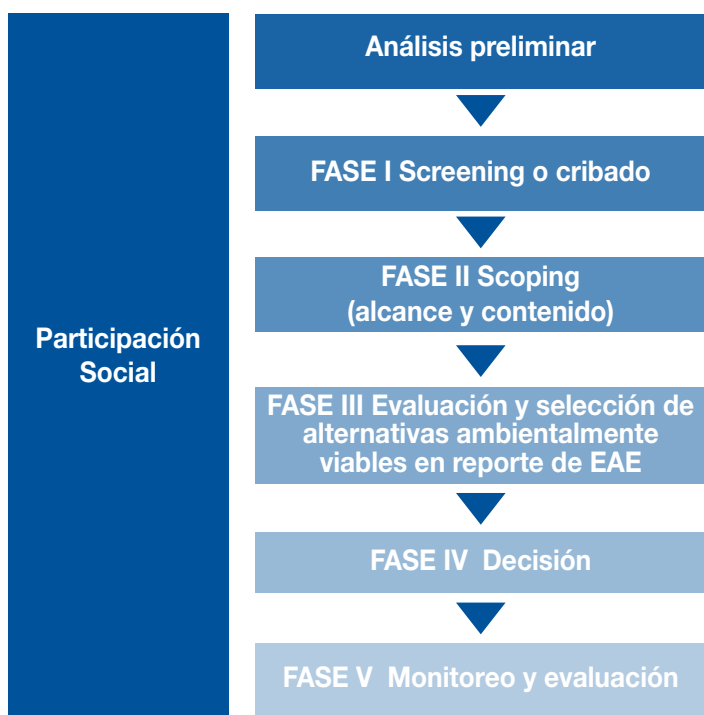 Participación
Social
Análisis preliminar
FASE I Screening o cribado
FASE II Scoping
(alcance y contenido)
FASE III Evaluación y selección de
alternativas ambientalmente
viables en reporte de EAE
FASE IV Decisión
FASE V Monitoreo y evaluación